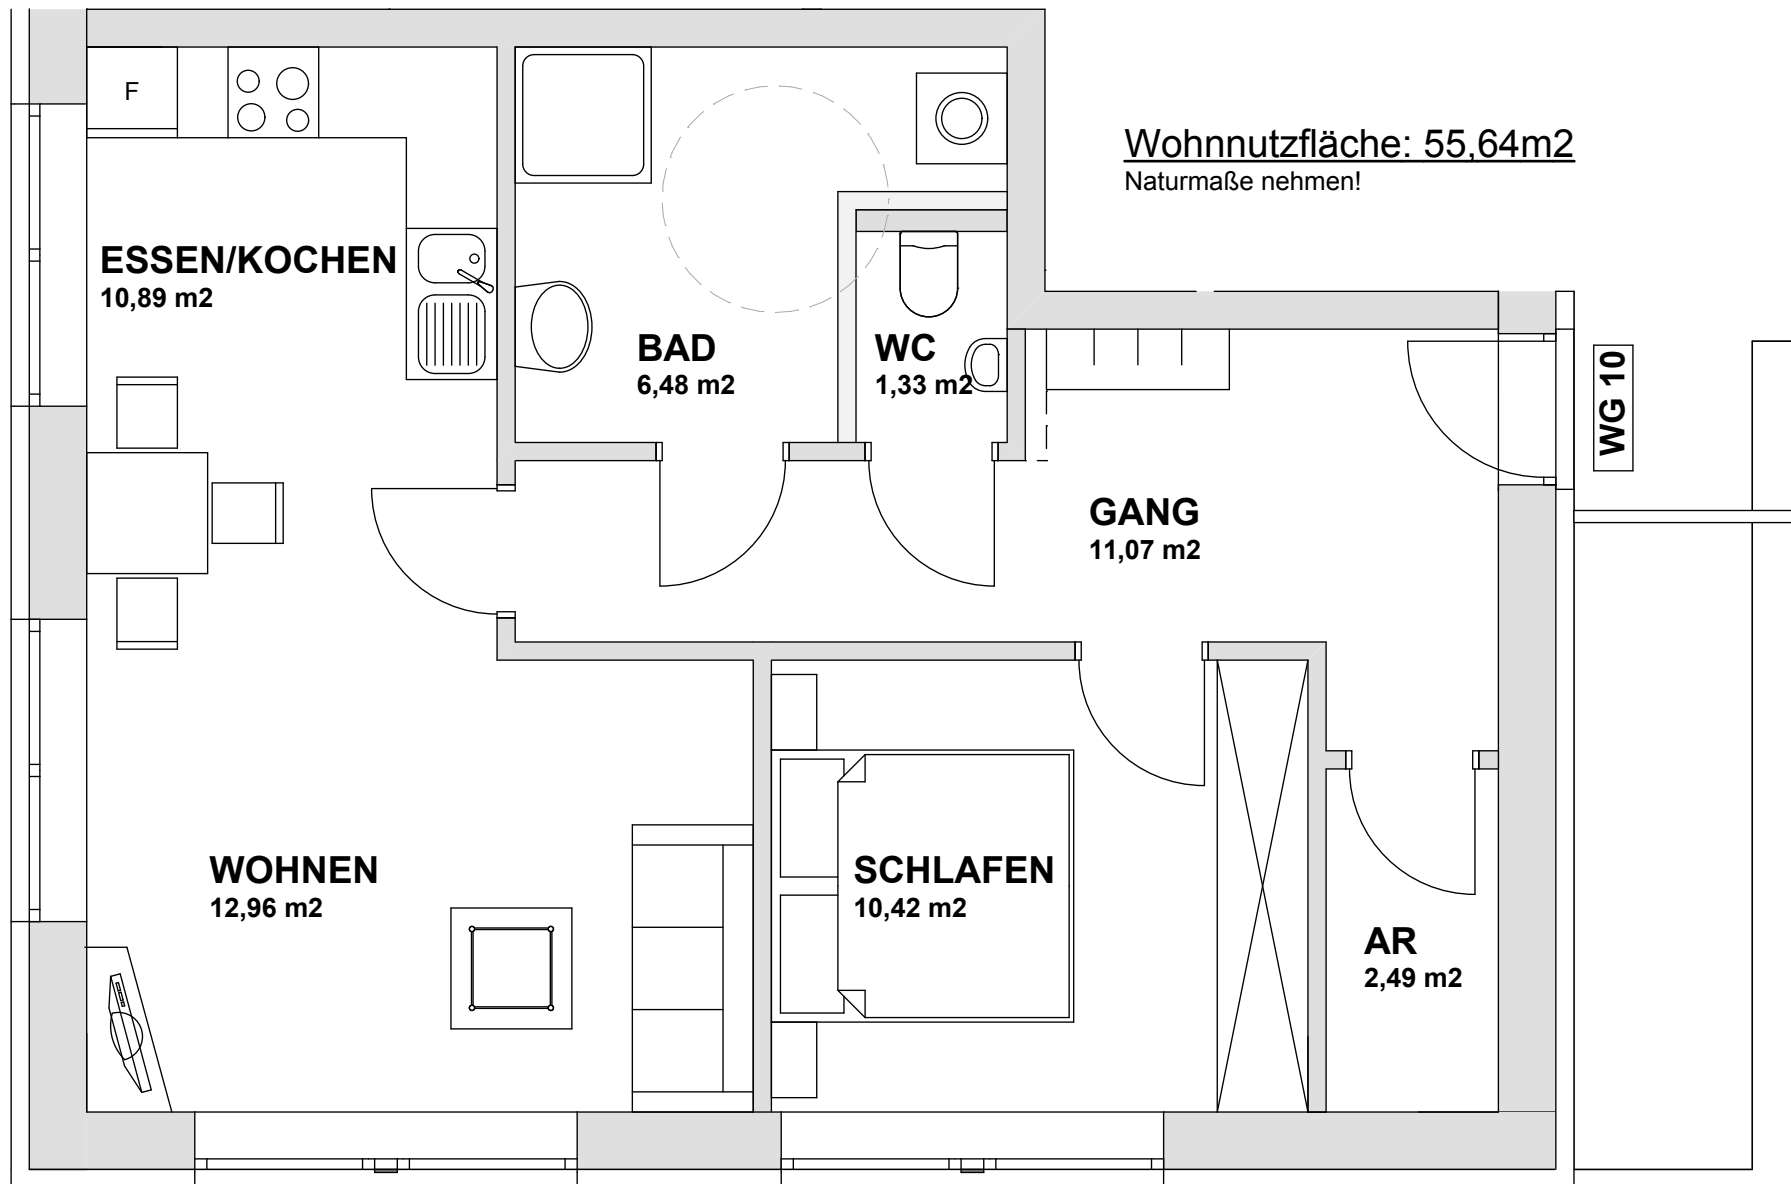 F
Wohnnutzfläche: 55,64m2
Naturmaße nehmen!
ESSEN/KOCHEN
10,89 m2
BAD
6,48 m2
WC
1,33 m2
WG 10
GANG
11,07 m2
WOHNEN
12,96 m2
SCHLAFEN
10,42 m2
AR
2,49 m2